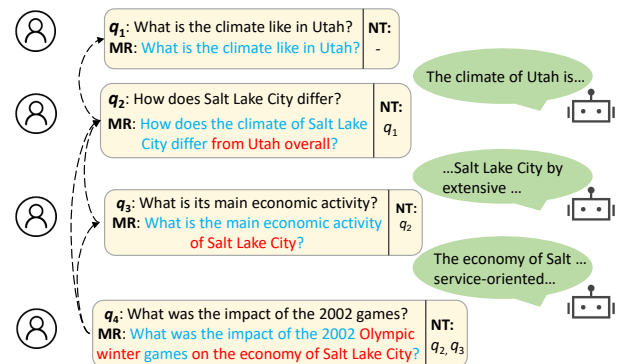 q1: What is the climate like in Utah?
MR: What is the climate like in Utah?
NT:
-
The climate of Utah is…
q2: How does Salt Lake City differ?
MR: How does the climate of Salt Lake
City differ from Utah overall?
NT:
q1
…Salt Lake City by
extensive …
q3: What is its main economic activity?
MR: What is the main economic activity
of Salt Lake City?
NT:
q2
The economy of Salt …
service-oriented…
q4: What was the impact of the 2002 games?
MR: What was the impact of the 2002 Olympic
winter games on the economy of Salt Lake City?
NT:
q2, q3